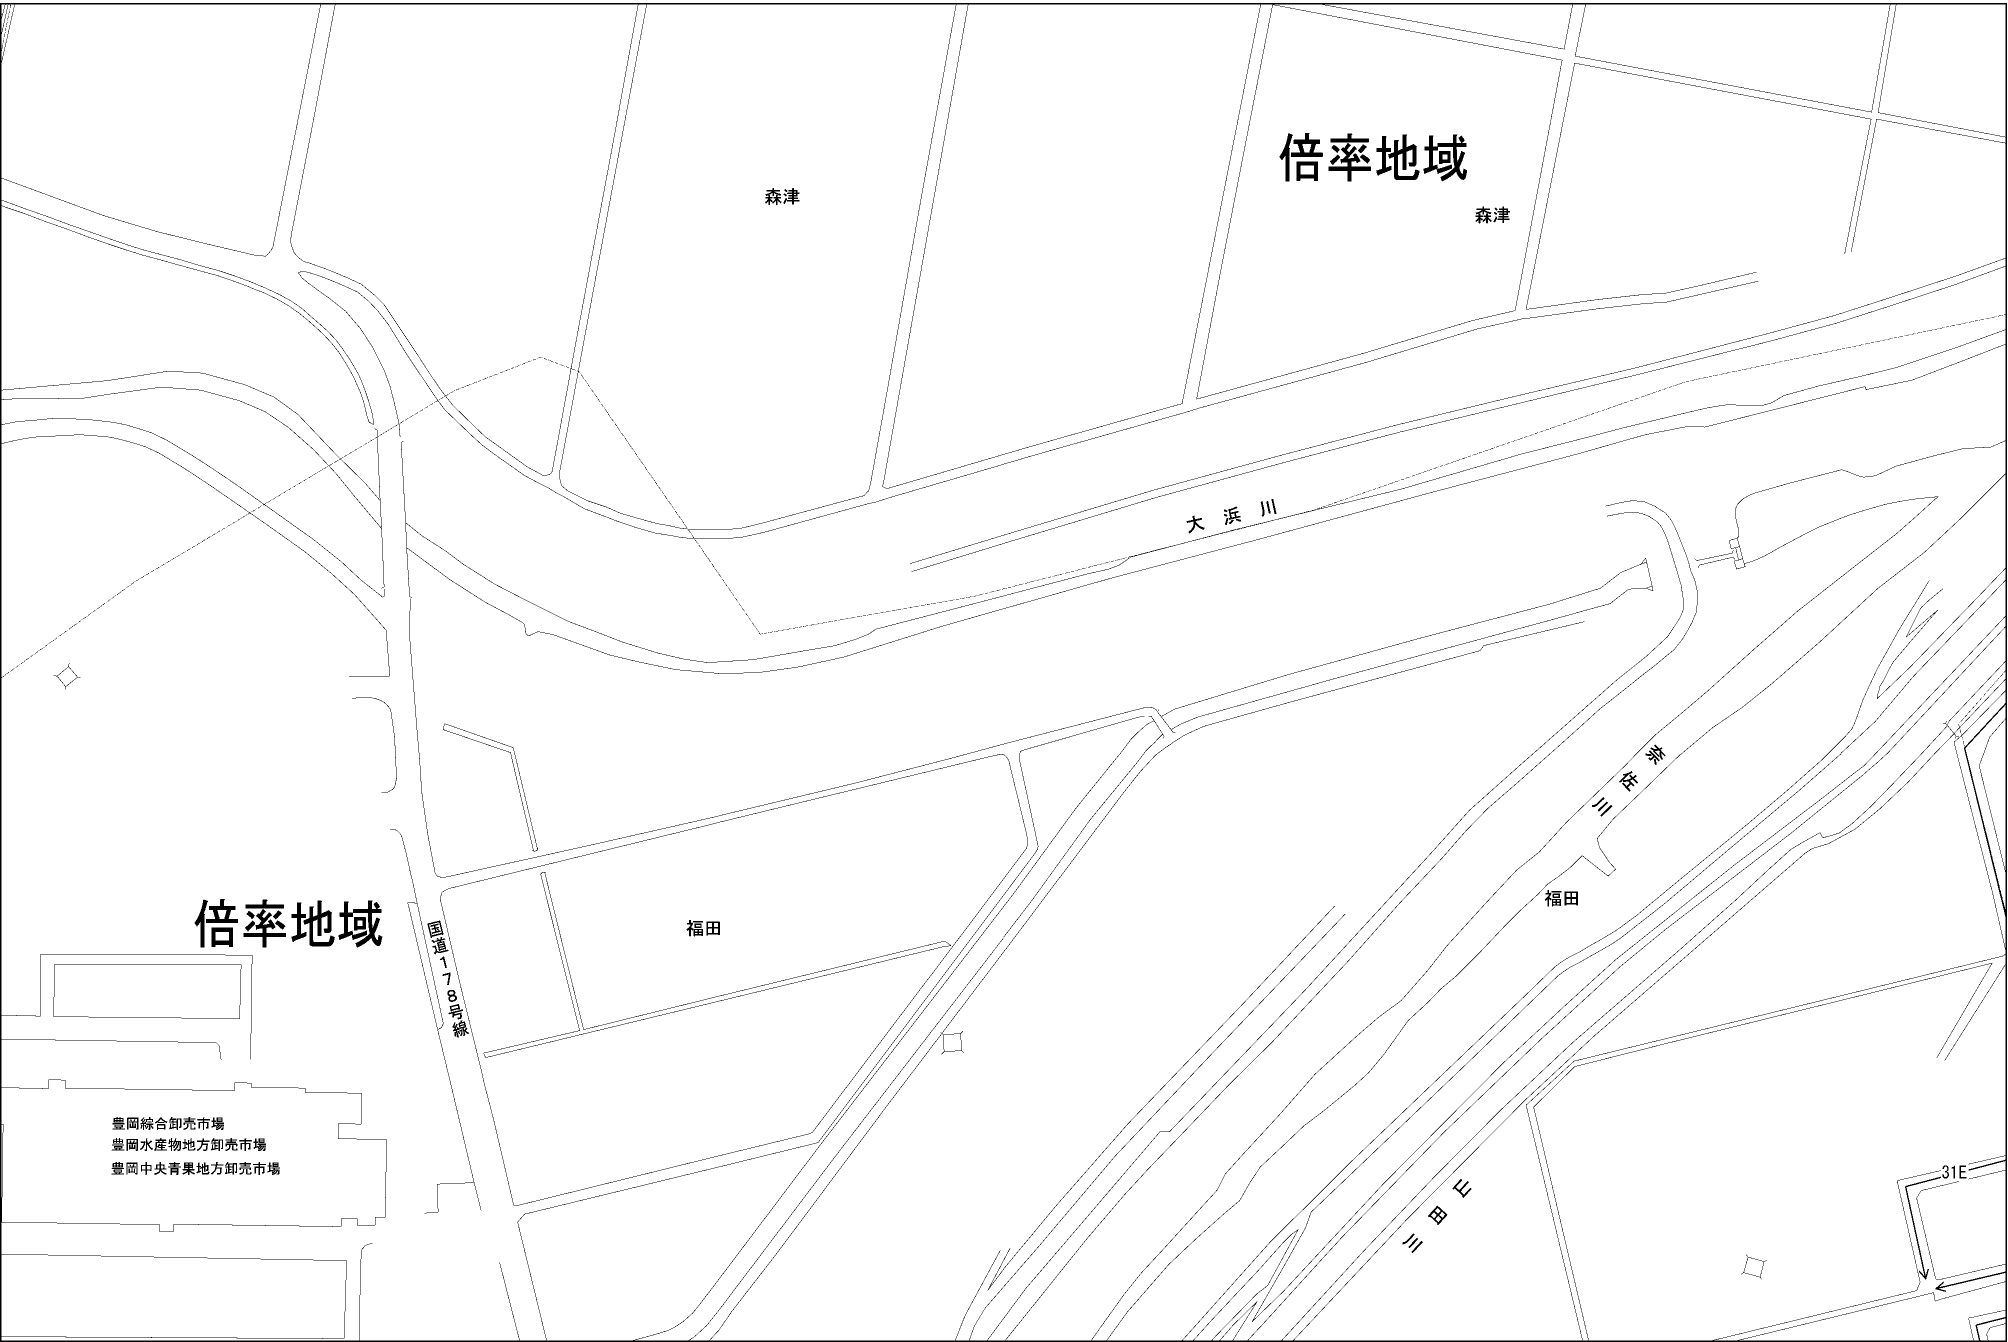 倍率地域
森津
森津
大浜川
奈佐川
福田
倍率地域
福田
国道178号線
豊岡綜合卸売市場
豊岡水産物地方卸売市場
豊岡中央青果地方卸売市場
31E
山田川